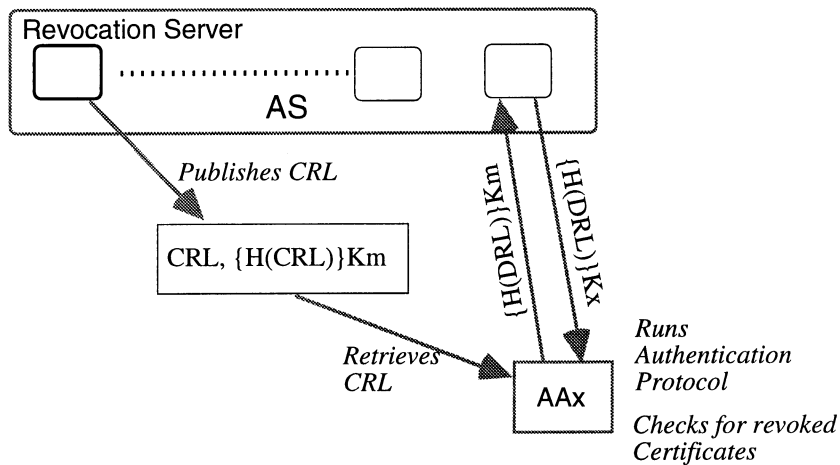 Revocation Server
AS
Publishes CRL
CRL, {H(CRL)}Km
{H(DRL)}Km
{H(DRL)}Kx
Retrieves
CRL
AAx
Runs
Authentication
Protocol
Checks for revoked
Certificates